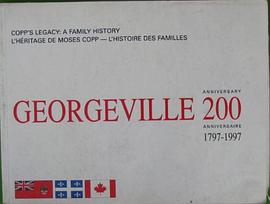 COPP'S LEGACY: A FAMILY HISTORY
L'HÉRITAGE DE MOSES COPP — L'HISTOIRE DES FAMILLES
ANNIVERSARY
GEORGEVILLE 200
ANNIVERSAIRE
1797-1997